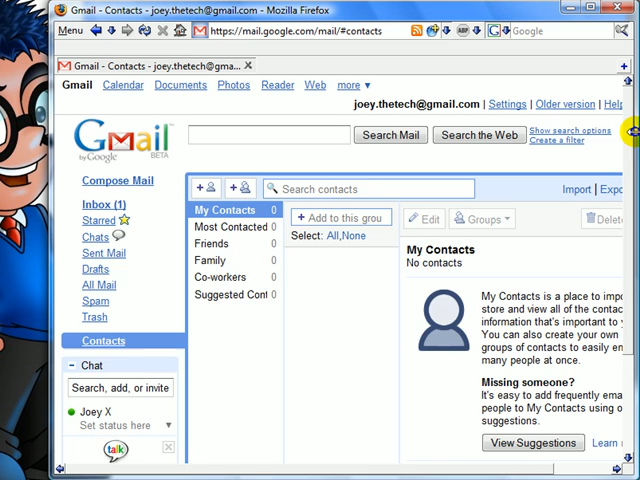 Gmail - Contacts - joey.thetech@gmail.com - Mozilla Firefox
Menu https://mail.google.com/mail/#contacts ABP G Google
Gmail - Contacts - joey.thetech@gma...
Gmail Calendar Documents Photos Reader Web more ▾
joey.thetech@gmail.com | Settings | Older version | Help
Gmail by Google BETA
Search Mail Search the Web Show search options
Create a filter
Compose Mail
Search contacts Import | Expo
Inbox (1)
Starred
Chats
Sent Mail
Drafts
All Mail
Spam
Trash
Contacts
My Contacts 0
Most Contacted 0
Friends 0
Family 0
Co-workers 0
Suggested Cont 0
+ Add to this grou
Select: All,None
Edit Groups ▾ Delete
My Contacts
No contacts
My Contacts is a place to impo
store and view all of the contac
information that's important to y
You can also create your own
groups of contacts to easily en
many people at once.
Missing someone?
It's easy to add frequently ema
people to My Contacts using o
suggestions.
View Suggestions Learn
− Chat
Search, add, or invite
Joey X
Set status here ▾
talk